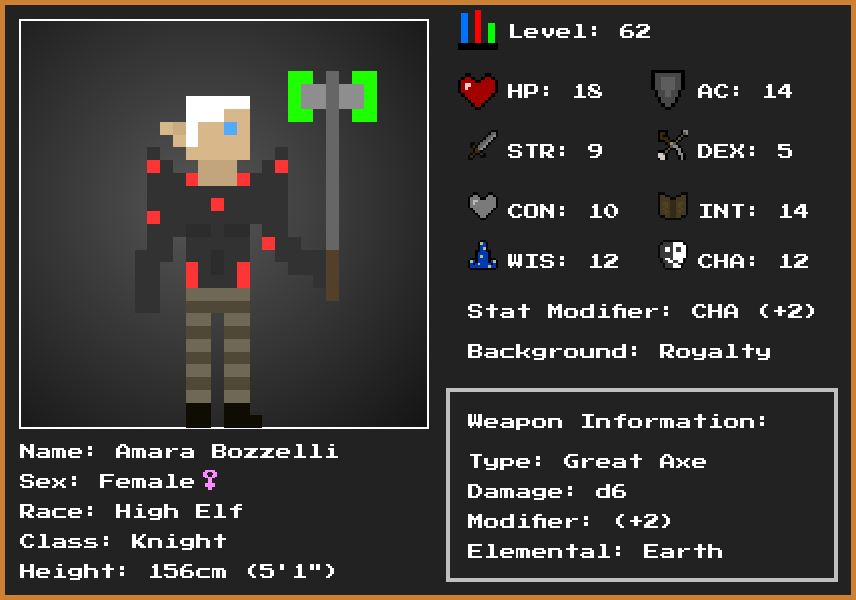 Level: 62
HP: 18
AC: 14
STR: 9
DEX: 5
CON: 10
INT: 14
WIS: 12
CHA: 12
Stat Modifier: CHA (+2)
Background: Royalty
Weapon Information:
Type: Great Axe
Damage: d6
Modifier: (+2)
Elemental: Earth
Name: Amara Bozzelli
Sex: Female♀
Race: High Elf
Class: Knight
Height: 156cm (5'1")